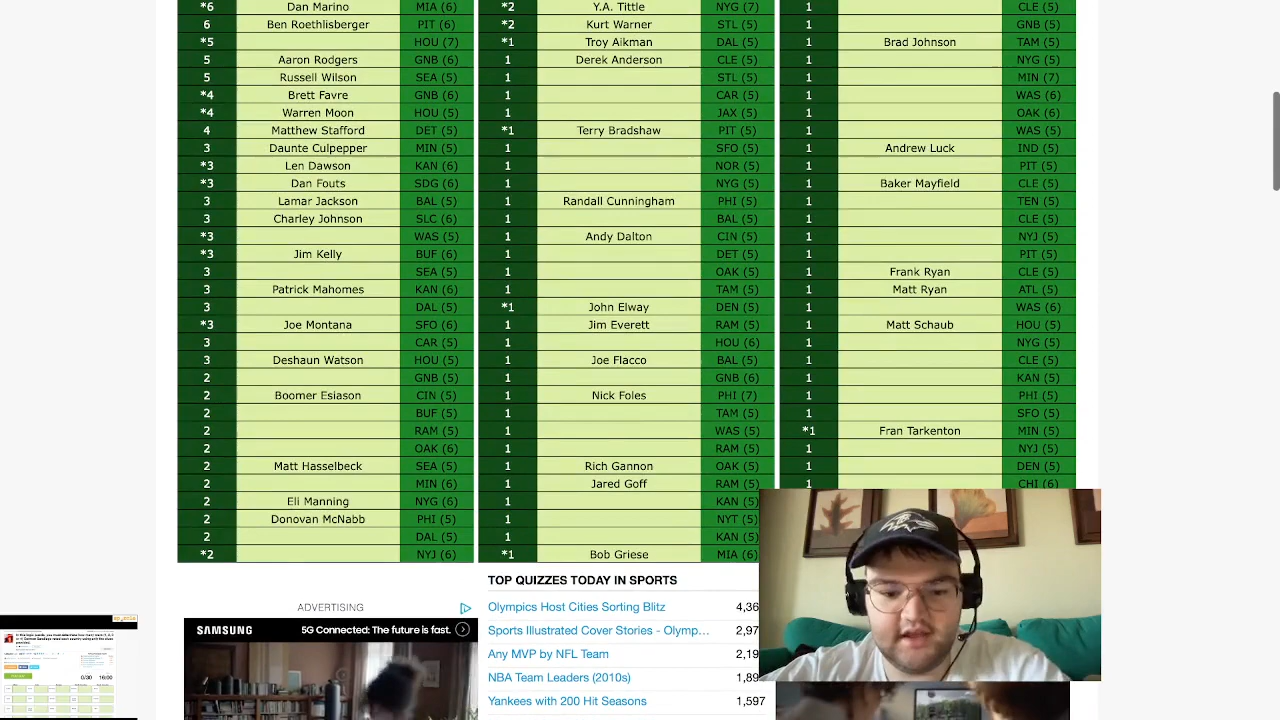 *6 Dan Marino MIA (6)
6 Ben Roethlisberger PIT (6)
*5 HOU (7)
5 Aaron Rodgers GNB (6)
5 Russell Wilson SEA (5)
*4 Brett Favre GNB (6)
*4 Warren Moon HOU (5)
4 Matthew Stafford DET (5)
3 Daunte Culpepper MIN (5)
*3 Len Dawson KAN (6)
*3 Dan Fouts SDG (6)
3 Lamar Jackson BAL (5)
3 Charley Johnson SLC (6)
*3 WAS (5)
*3 Jim Kelly BUF (6)
3 SEA (5)
3 Patrick Mahomes KAN (6)
3 DAL (5)
*3 Joe Montana SFO (6)
3 CAR (5)
3 Deshaun Watson HOU (5)
2 GNB (5)
2 Boomer Esiason CIN (5)
2 BUF (5)
2 RAM (5)
2 OAK (6)
2 Matt Hasselbeck SEA (5)
2 MIN (6)
2 Eli Manning NYG (6)
2 Donovan McNabb PHI (5)
2 DAL (5)
*2 NYJ (6)
*2 Y.A. Tittle NYG (7)
*2 Kurt Warner STL (5)
*1 Troy Aikman DAL (5)
1 Derek Anderson CLE (5)
1 STL (5)
1 CAR (5)
1 JAX (5)
*1 Terry Bradshaw PIT (5)
1 SFO (5)
1 NOR (5)
1 NYG (5)
1 Randall Cunningham PHI (5)
1 BAL (5)
1 Andy Dalton CIN (5)
1 DET (5)
1 OAK (5)
1 TAM (5)
*1 John Elway DEN (5)
1 Jim Everett RAM (5)
1 HOU (6)
1 Joe Flacco BAL (5)
1 GNB (6)
1 Nick Foles PHI (7)
1 TAM (5)
1 WAS (5)
1 RAM (5)
1 Rich Gannon OAK (5)
1 Jared Goff RAM (5)
1 KAN (5)
1 NYT (5)
1 KAN (5)
*1 Bob Griese MIA (6)
1 CLE (5)
1 GNB (5)
1 Brad Johnson TAM (5)
1 NYG (5)
1 MIN (7)
1 WAS (6)
1 OAK (6)
1 WAS (5)
1 Andrew Luck IND (5)
1 PIT (5)
1 Baker Mayfield CLE (5)
1 TEN (5)
1 CLE (5)
1 NYJ (5)
1 PIT (5)
1 Frank Ryan CLE (5)
1 Matt Ryan ATL (5)
1 WAS (6)
1 Matt Schaub HOU (5)
1 NYG (5)
1 CLE (5)
1 KAN (5)
1 PHI (5)
1 SFO (5)
*1 Fran Tarkenton MIN (5)
1 NYJ (5)
1 DEN (5)
1 CHI (6)
ADVERTISING
SAMSUNG 5G Connected: The future is fast.
TOP QUIZZES TODAY IN SPORTS
Olympics Host Cities Sorting Blitz 4,36
Sports Illustrated Cover Stories - Olymp... 2,97
Any MVP by NFL Team 2,19
NBA Team Leaders (2010s) 1,89
Yankees with 200 Hit Seasons 1,597
0/30 16:00